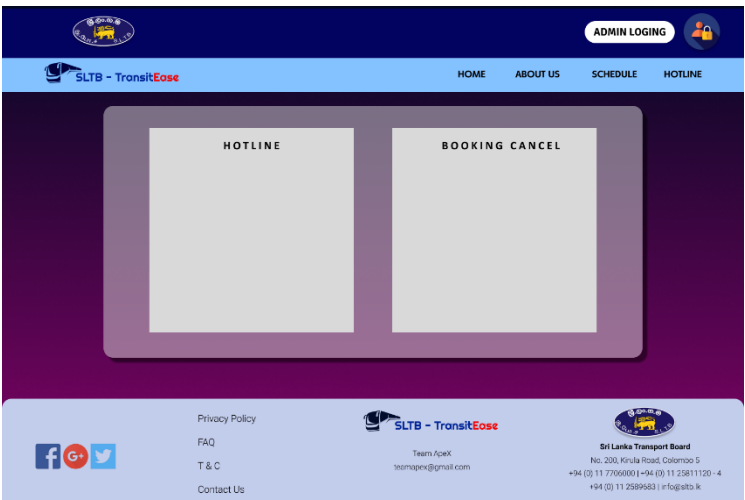 ADMIN LOGING
SLTB - TransitEase
HOME
ABOUT US
SCHEDULE
HOTLINE
HOTLINE
BOOKING CANCEL
Privacy Policy
FAQ
T & C
Contact Us
SLTB - TransitEase
Team ApeX
teamapex@gmail.com
Sri Lanka Transport Board
No. 200, Kirula Road, Colombo 5
+94 (0) 11 7706000 | +94 (0) 11 25811120 - 4
+94 (0) 11 2589683 | info@sltb.lk